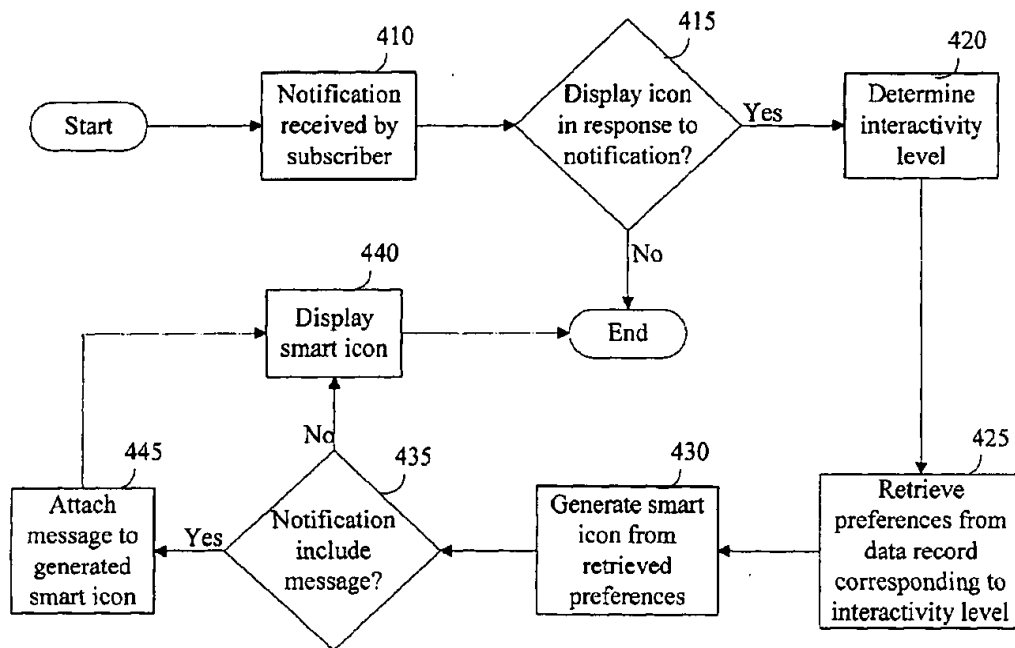 Start
410
Notification
received by
subscriber
415
Display icon
in response to
notification?
Yes
No
420
Determine
interactivity
level
425
Retrieve
preferences from
data record
corresponding to
interactivity level
430
Generate smart
icon from
retrieved
preferences
435
Notification
include
message?
Yes
No
445
Attach
message to
generated
smart icon
440
Display
smart icon
End